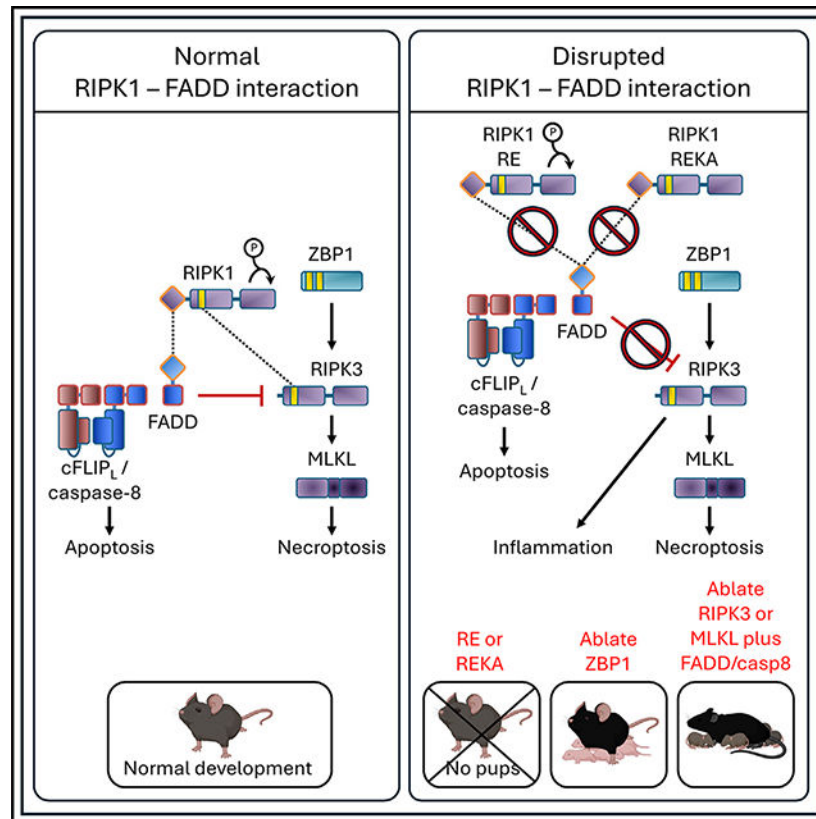 Normal
RIPK1 – FADD interaction
P
RIPK1
ZBP1
FADD
RIPK3
cFLIPL /
caspase-8
MLKL
Apoptosis
Necroptosis
Normal development
Disrupted
RIPK1 – FADD interaction
RIPK1
RE
P
RIPK1
REKA
ZBP1
FADD
cFLIPL /
caspase-8
RIPK3
Apoptosis
MLKL
Inflammation
Necroptosis
RE or
REKA
No pups
Ablate
ZBP1
Ablate
RIPK3 or
MLKL plus
FADD/casp8